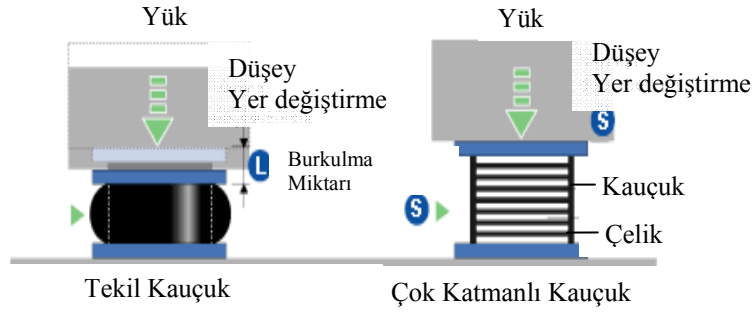 Yük
Düşey
Yer değiştirme
L
Burkulma
Miktarı
Tekil Kauçuk
Yük
Düşey
Yer değiştirme
S
S
Kauçuk
Çelik
Çok Katmanlı Kauçuk